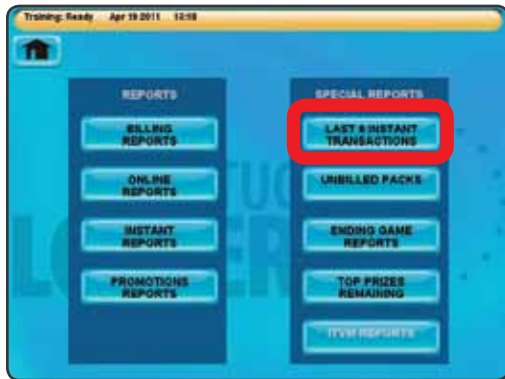 Training: Ready Apr 19 2011 12:58
REPORTS
BILLING
REPORTS
ONLINE
REPORTS
INSTANT
REPORTS
PROMOTIONS
REPORTS
SPECIAL REPORTS
LAST 8 INSTANT
TRANSACTIONS
UNBILLED PACKS
ENDING GAME
REPORTS
TOP PRIZES
REMAINING
ITVM REPORTS